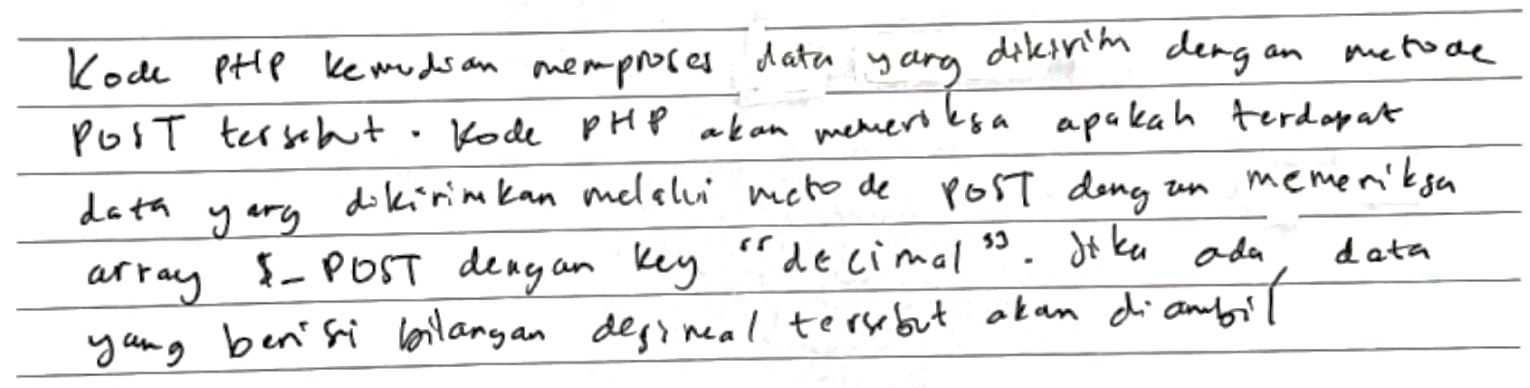 Kode PHP kemudian memproses data yang dikirim dengan metode
POST tersebut. Kode PHP akan memeriksa apakah terdapat
data yang dikirimkan melalui metode POST dengan memeriksa
array $_POST dengan key "decimal". Jika ada, data
yang berisi bilangan desimal tersebut akan diambil